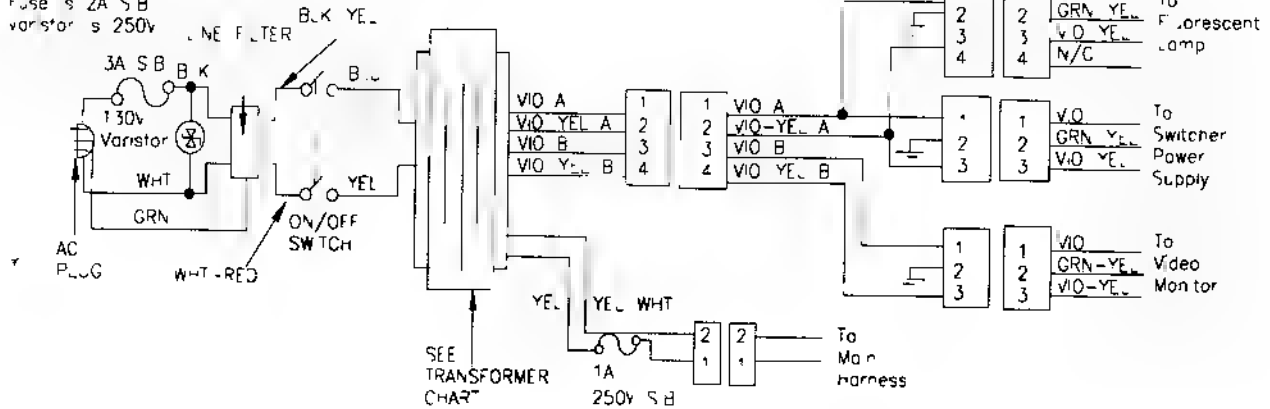 Fuse is 2A S B
Varistor is 250V
LINE FILTER
BLK YEL
3A S B
BLK
130V
Varistor
WHT
GRN
AC
PLUG
WHT-RED
BLU
YEL
ON/OFF
SWITCH
SEE
TRANSFORMER
CHART
VIO A
VIO YEL A
VIO B
VIO YEL B
1
2
3
4
1
2
3
4
VIO A
VIO-YEL A
VIO B
VIO YEL B
YEL
YEL WHT
1A
250V S B
2
1
2
1
To
Main
Harness
2
3
4
2
3
4
GRN YEL
VIO YEL
N/C
To
Fluorescent
Lamp
1
2
3
1
2
3
VIO
GRN YEL
VIO YEL
To
Switcher
Power
Supply
1
2
3
1
2
3
VIO
GRN-YEL
VIO-YEL
To
Video
Monitor